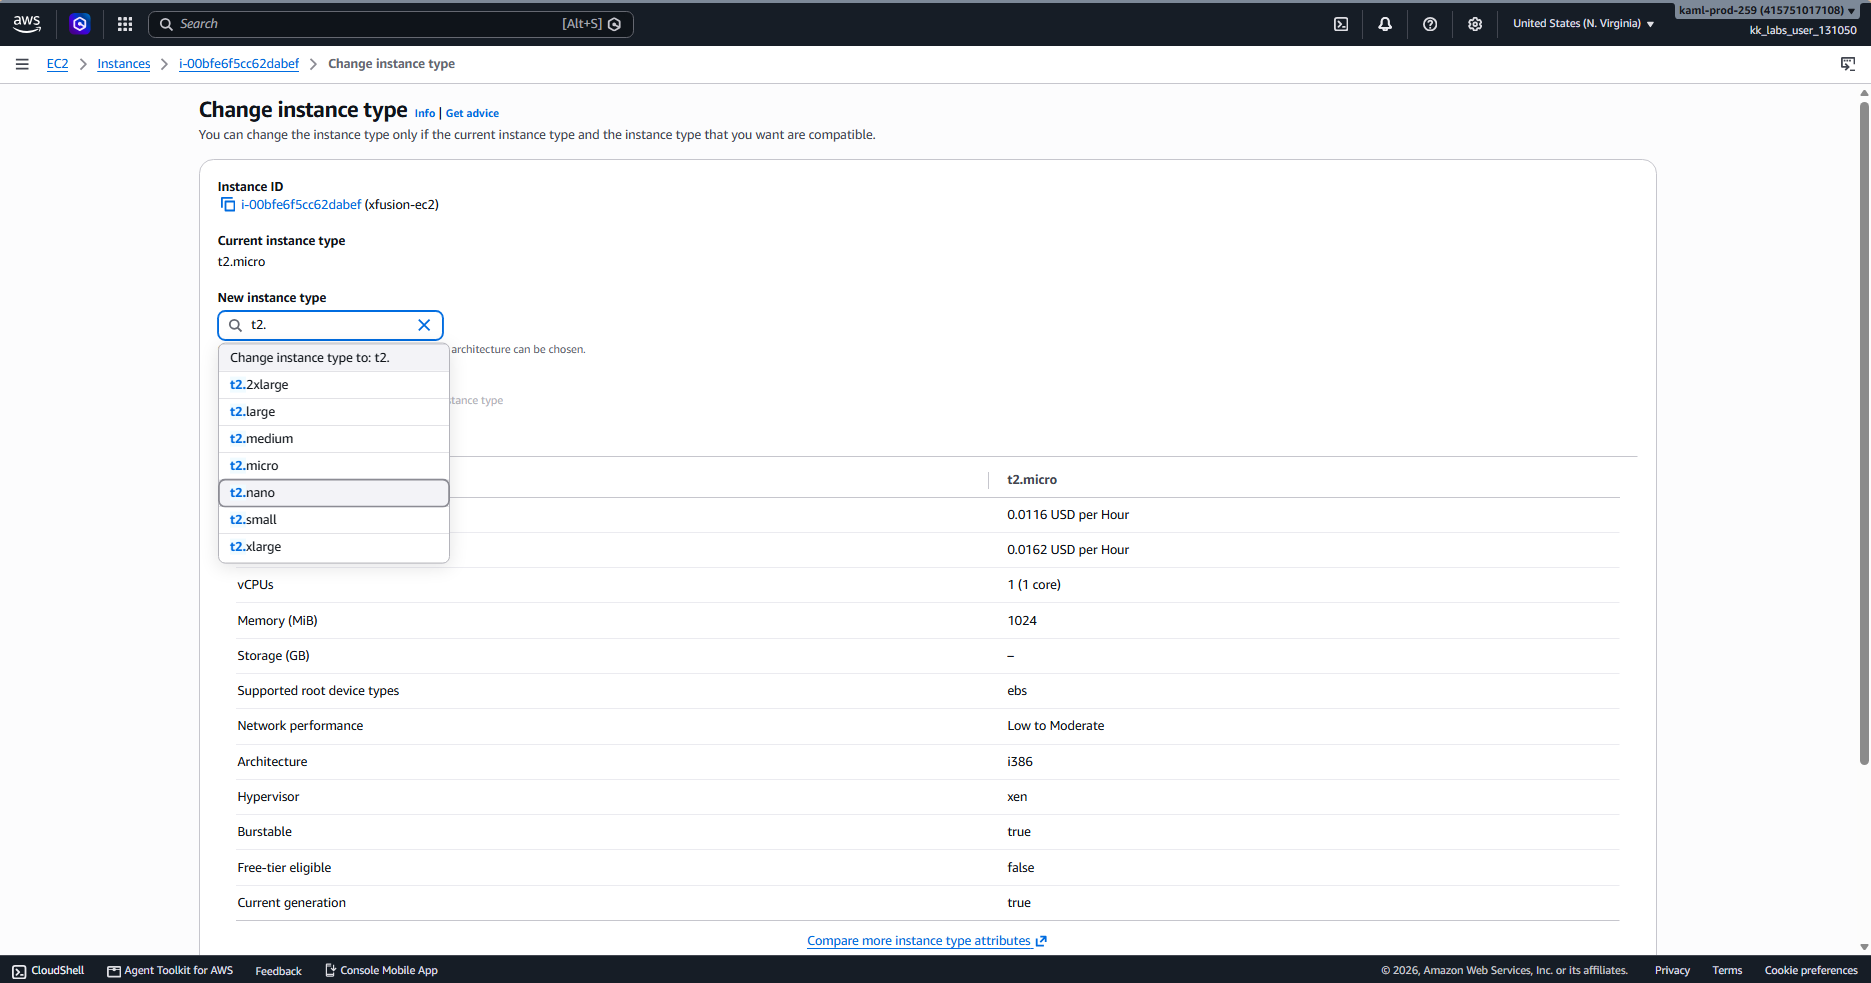 aws
Search
[Alt+S]
United States (N. Virginia)
kaml-prod-259 (415751017108)
kk_labs_user_131050
EC2
Instances
i-00bfe6f5cc62dabef
Change instance type
Change instance type Info | Get advice
You can change the instance type only if the current instance type and the instance type that you want are compatible.
Instance ID
i-00bfe6f5cc62dabef (xfusion-ec2)
Current instance type
t2.micro
New instance type
t2.
architecture can be chosen.
Change instance type to: t2.
t2.2xlarge
stance type
t2.large
t2.medium
t2.micro
t2.nano
t2.small
t2.xlarge
t2.micro
0.0116 USD per Hour
0.0162 USD per Hour
vCPUs 1 (1 core)
Memory (MiB) 1024
Storage (GB) –
Supported root device types ebs
Network performance Low to Moderate
Architecture i386
Hypervisor xen
Burstable true
Free-tier eligible false
Current generation true
Compare more instance type attributes
CloudShell
Agent Toolkit for AWS
Feedback
Console Mobile App
© 2026, Amazon Web Services, Inc. or its affiliates.
Privacy
Terms
Cookie preferences